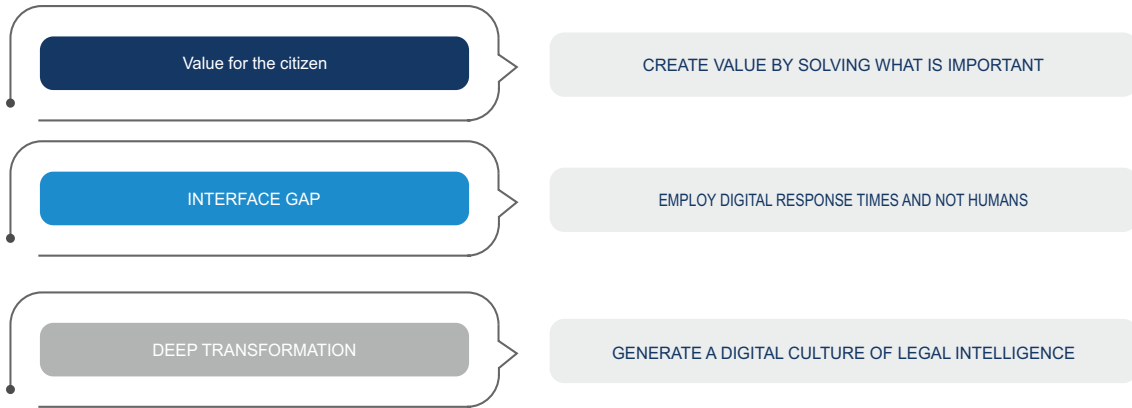 Value for the citizen
CREATE VALUE BY SOLVING WHAT IS IMPORTANT
INTERFACE GAP
EMPLOY DIGITAL RESPONSE TIMES AND NOT HUMANS
DEEP TRANSFORMATION
GENERATE A DIGITAL CULTURE OF LEGAL INTELLIGENCE